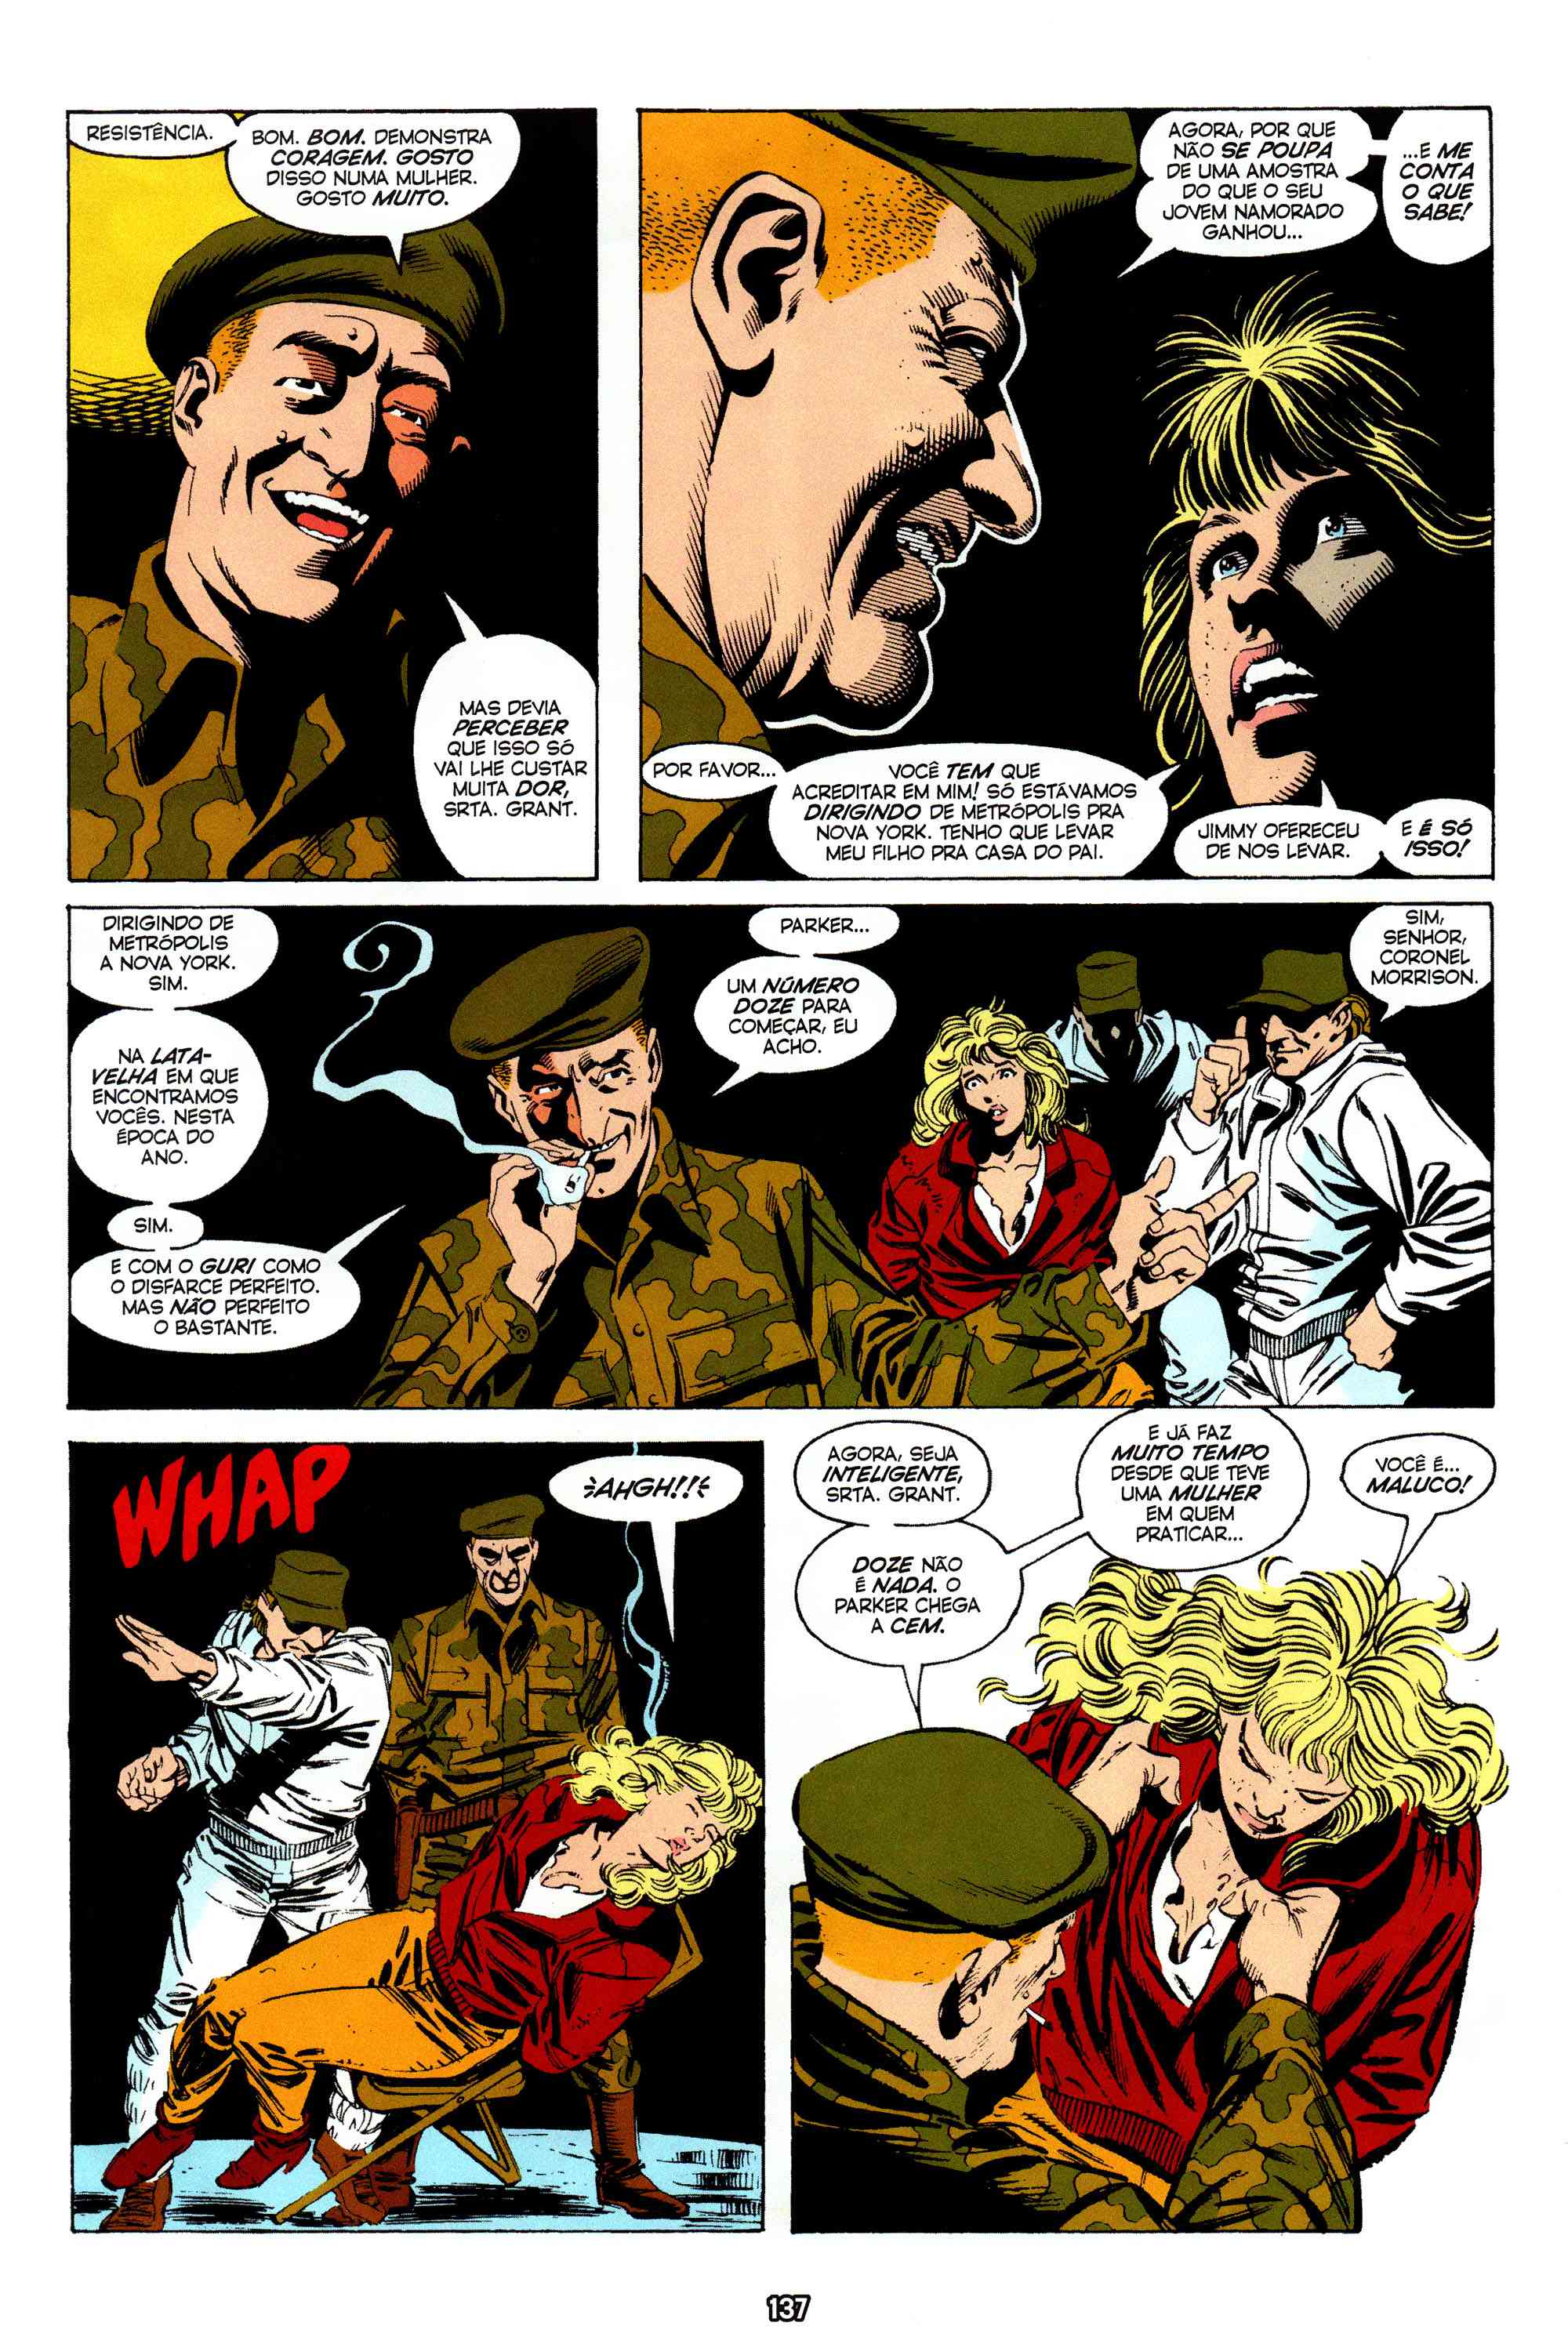 RESISTÊNCIA.
BOM. BOM. DEMONSTRA
CORAGEM. GOSTO
DISSO NUMA MULHER.
GOSTO MUITO.
MAS DEVIA
PERCEBER
QUE ISSO SÓ
VAI LHE CUSTAR
MUITA DOR,
SRTA. GRANT.
AGORA, POR QUE
NÃO SE POUPA
DE UMA AMOSTRA
DO QUE O SEU
JOVEM NAMORADO
GANHOU...
...E ME
CONTA
O QUE
SABE!
POR FAVOR...
VOCÊ TEM QUE
ACREDITAR EM MIM! SÓ ESTÁVAMOS
DIRIGINDO DE METRÓPOLIS PRA
NOVA YORK. TENHO QUE LEVAR
MEU FILHO PRA CASA DO PAI.
JIMMY OFERECEU
DE NOS LEVAR.
E É SÓ
ISSO!
DIRIGINDO DE
METRÓPOLIS
A NOVA YORK.
SIM.
NA LATA-
VELHA EM QUE
ENCONTRAMOS
VOCÊS. NESTA
ÉPOCA DO
ANO.
SIM.
E COM O GURI COMO
O DISFARCE PERFEITO.
MAS NÃO PERFEITO
O BASTANTE.
PARKER...
UM NÚMERO
DOZE PARA
COMEÇAR, EU
ACHO.
SIM,
SENHOR,
CORONEL
MORRISON.
WHAP
AHGH!!
AGORA, SEJA
INTELIGENTE,
SRTA. GRANT.
DOZE NÃO
É NADA. O
PARKER CHEGA
A CEM.
E JÁ FAZ
MUITO TEMPO
DESDE QUE TEVE
UMA MULHER
EM QUEM
PRATICAR...
VOCÊ É...
MALUCO!
137